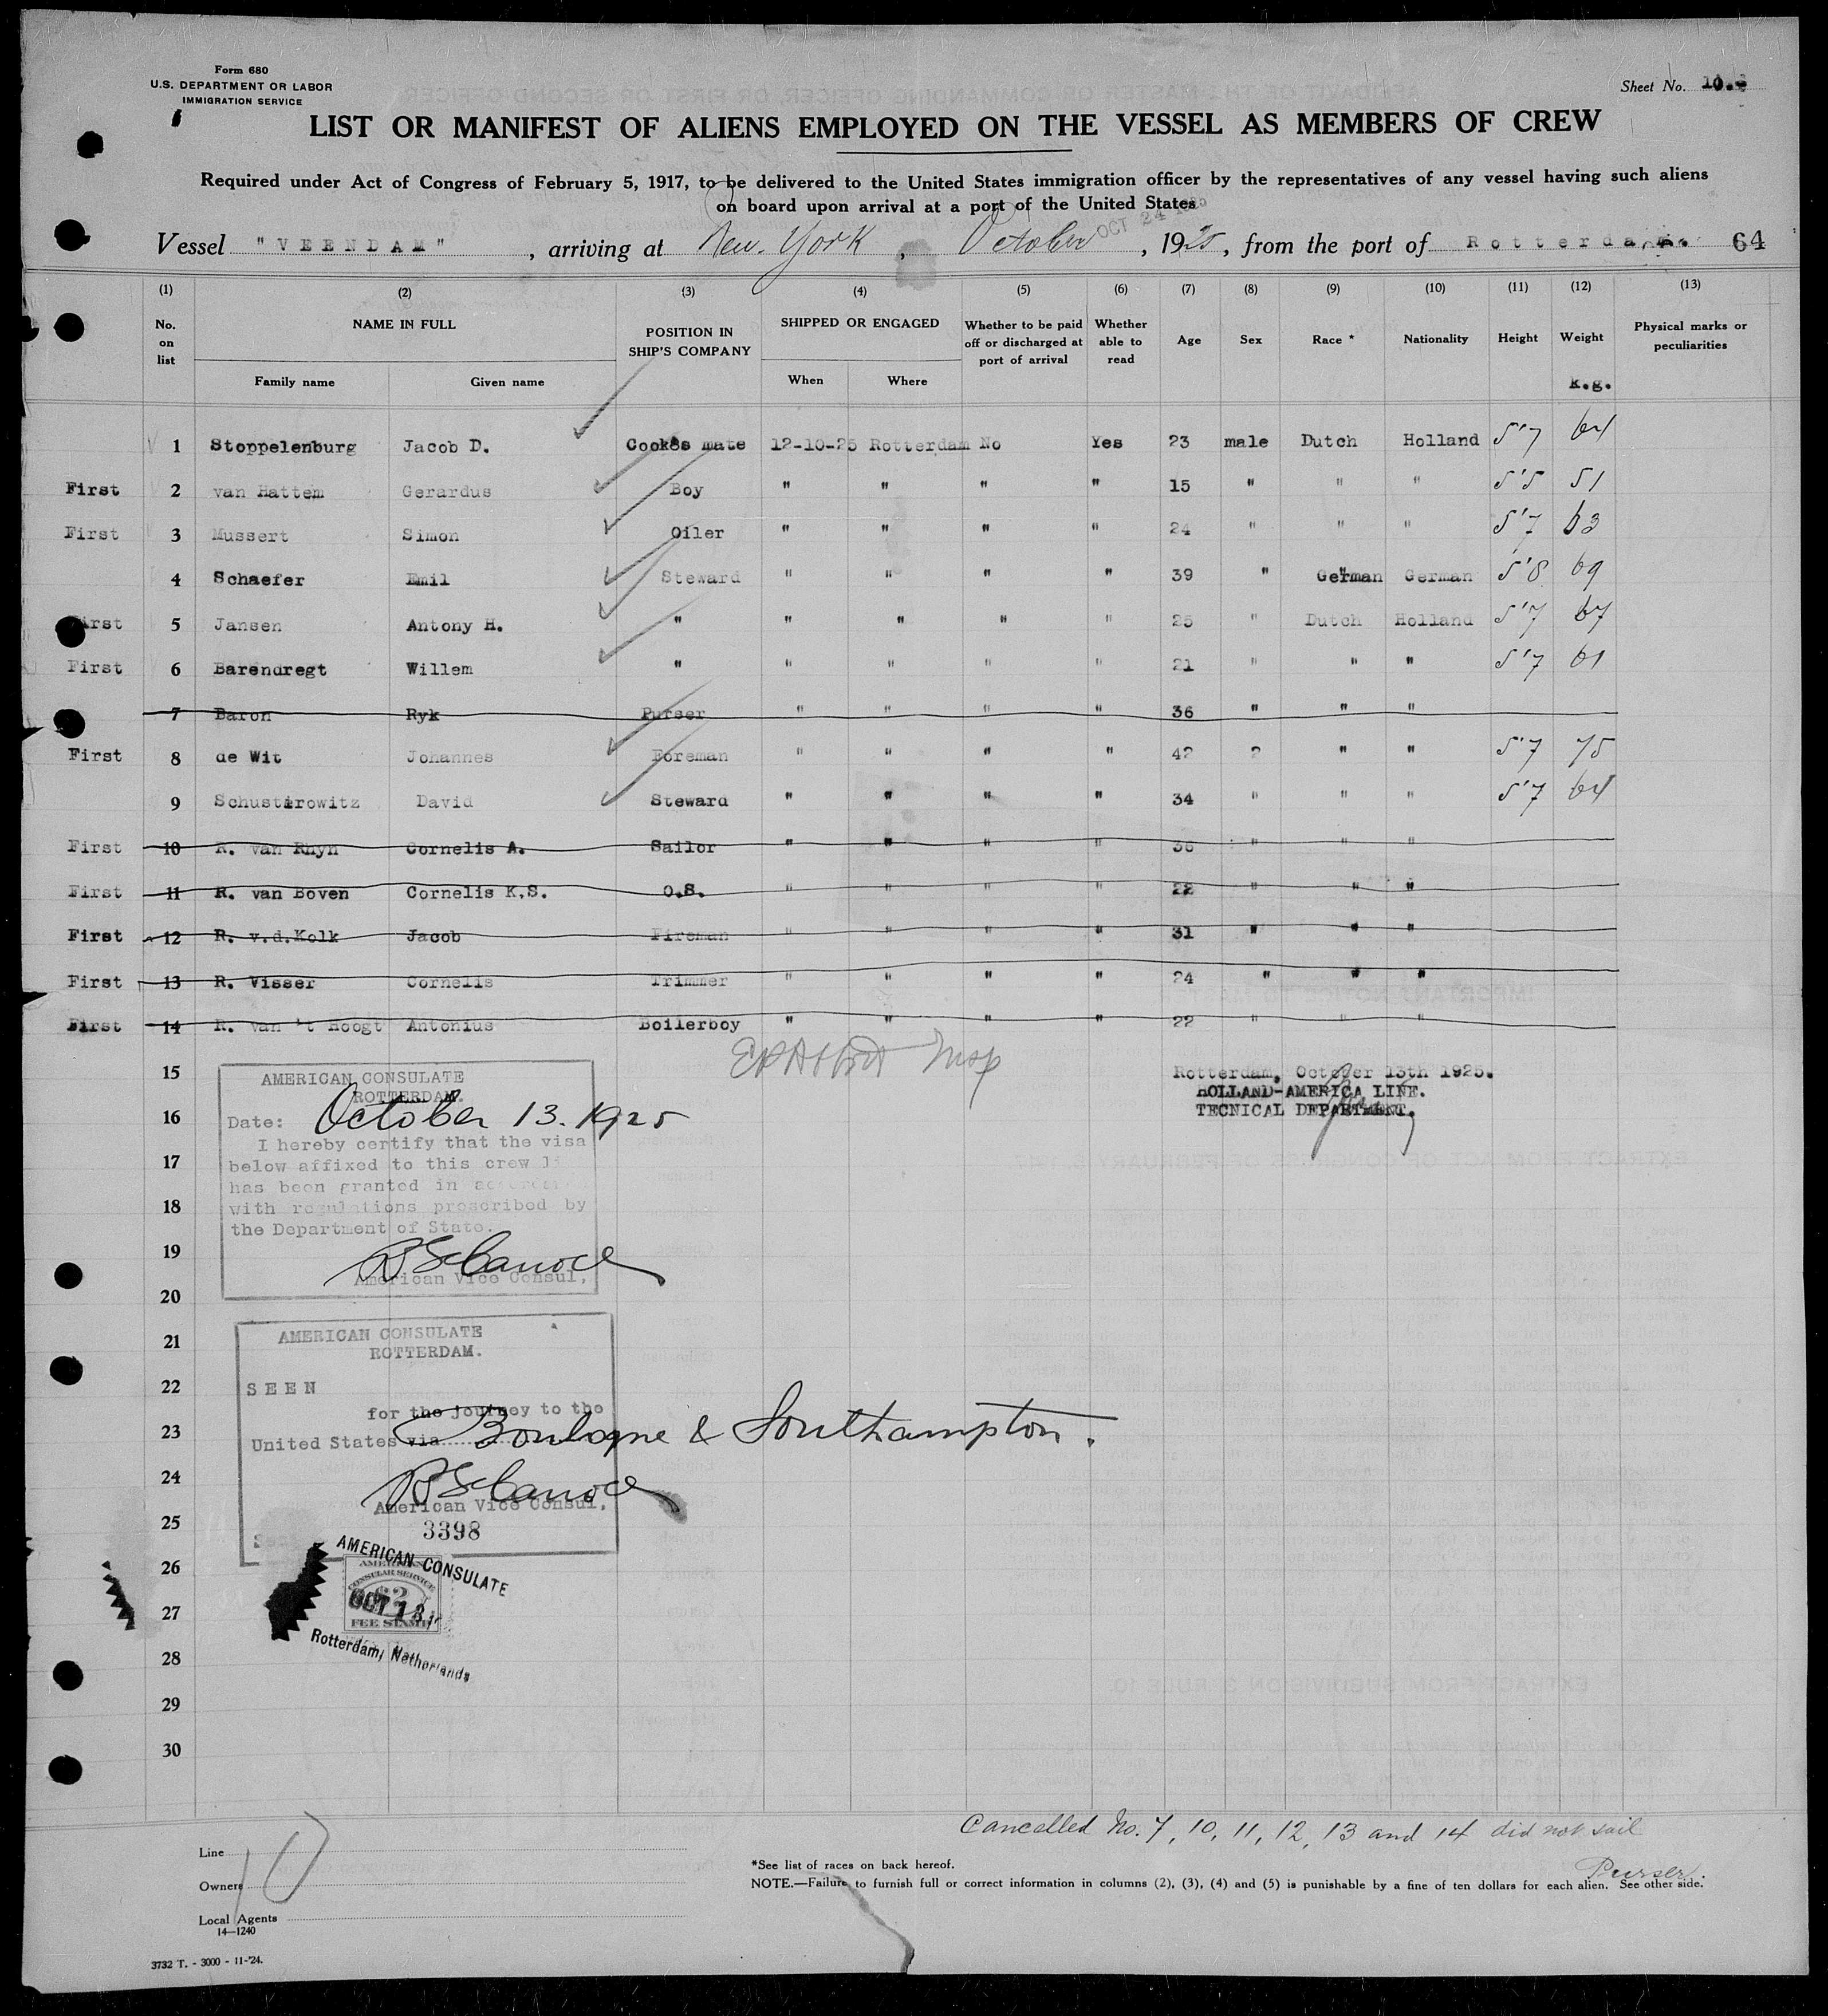 Form 680
U.S. DEPARTMENT OR LABOR
IMMIGRATION SERVICE
Sheet No. 10.
LIST OR MANIFEST OF ALIENS EMPLOYED ON THE VESSEL AS MEMBERS OF CREW
Required under Act of Congress of February 5, 1917, to be delivered to the United States immigration officer by the representatives of any vessel having such aliens
on board upon arrival at a port of the United States
OCT 24 1925
Vessel "VEENDAM", arriving at New York, October, 1925, from the port of Rotterdam. 64
(1) (2) (3) (4) (5) (6) (7) (8) (9) (10) (11) (12) (13)
No. on list NAME IN FULL POSITION IN SHIP'S COMPANY SHIPPED OR ENGAGED Whether to be paid off or discharged at port of arrival Whether able to read Age Sex Race * Nationality Height Weight Physical marks or peculiarities
Family name Given name When Where K.g.
1 Stoppelenburg Jacob D. Cook's mate 12-10-25 Rotterdam No Yes 23 male Dutch Holland 5'7 64
First 2 van Hattem Gerardus Boy " " " " 15 " " " 5'5 51
First 3 Mussert Simon Oiler " " " " 24 " " " 5'7 63
4 Schaefer Emil Steward " " " " 39 " German German 5'8 69
First 5 Jansen Antony H. " " " " " 25 " Dutch Holland 5'7 67
First 6 Barendregt Willem " " " " " 21 " " " 5'7 61
7 Baron Ryk Purser " " " " 36 " " "
First 8 de Wit Johannes Foreman " " " " 42 ? " " 5'7 75
9 Schusterowitz David Steward " " " " 34 " " " 5'7 64
First 10 R. van Rhyn Cornelis A. Sailor " " " " 36 " " "
First 11 R. van Boven Cornelis K.S. O.S. " " " " 22 " " "
First 12 R. v.d.Kolk Jacob Fireman " " " " 31 " " "
First 13 R. Visser Cornelis Trimmer " " " " 24 " " "
First 14 R. van 't Hoogt Antonius Boilerboy " " " " 22 " " "
Insp
15
16
17
18
19
20
21
22
23
24
25
26
27
28
29
30
Rotterdam, October 13th 1925.
HOLLAND-AMERICA LINE.
TECNICAL DEPARTMENT.
AMERICAN CONSULATE
ROTTERDAM.
Date: October 13. 1925
I hereby certify that the visa
below affixed to this crew
has been granted in
with regulations prescribed by
the Department of State.
American Vice Consul,
AMERICAN CONSULATE
ROTTERDAM.
SEEN
for the journey to the
United States via Boulogne & Southampton.
American Vice Consul,
3398
AMERICAN CONSULATE
AMERICAN
CONSULAR SERVICE
$2
OCT 13
FEE STAMP
Rotterdam, Netherlands
Cancelled No. 7, 10, 11, 12, 13 and 14 did not sail
Purser.
10
Line
Owners
Local Agents
14—1240
*See list of races on back hereof.
NOTE.—Failure to furnish full or correct information in columns (2), (3), (4) and (5) is punishable by a fine of ten dollars for each alien. See other side.
3732 T. - 3000 - 11-'24.